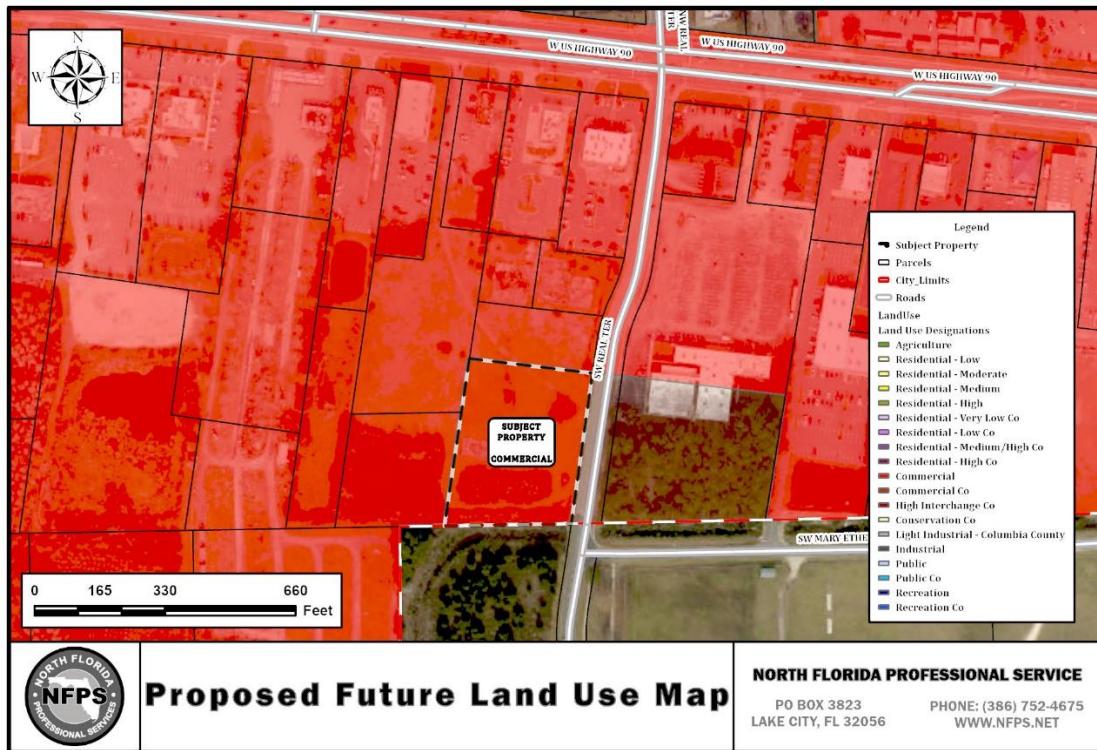 N
W E
S
W US HIGHWAY 90
W US HIGHWAY 90
W US HIGHWAY 90
NW REAL
TER
SW REAL TER
SUBJECT
PROPERTY
COMMERCIAL
SW MARY ETHE
Legend
Subject Property
Parcels
City_Limits
Roads
LandUse
Land Use Designations
Agriculture
Residential - Low
Residential - Moderate
Residential - Medium
Residential - High
Residential - Very Low Co
Residential - Low Co
Residential - Medium/High Co
Residential - High Co
Commercial
Commercial Co
High Interchange Co
Conservation Co
Light Industrial - Columbia County
Industrial
Public
Public Co
Recreation
Recreation Co
0 165 330 660
Feet
NORTH FLORIDA
NFPS
PROFESSIONAL SERVICES
Proposed Future Land Use Map
NORTH FLORIDA PROFESSIONAL SERVICE
PO BOX 3823
LAKE CITY, FL 32056
PHONE: (386) 752-4675
WWW.NFPS.NET